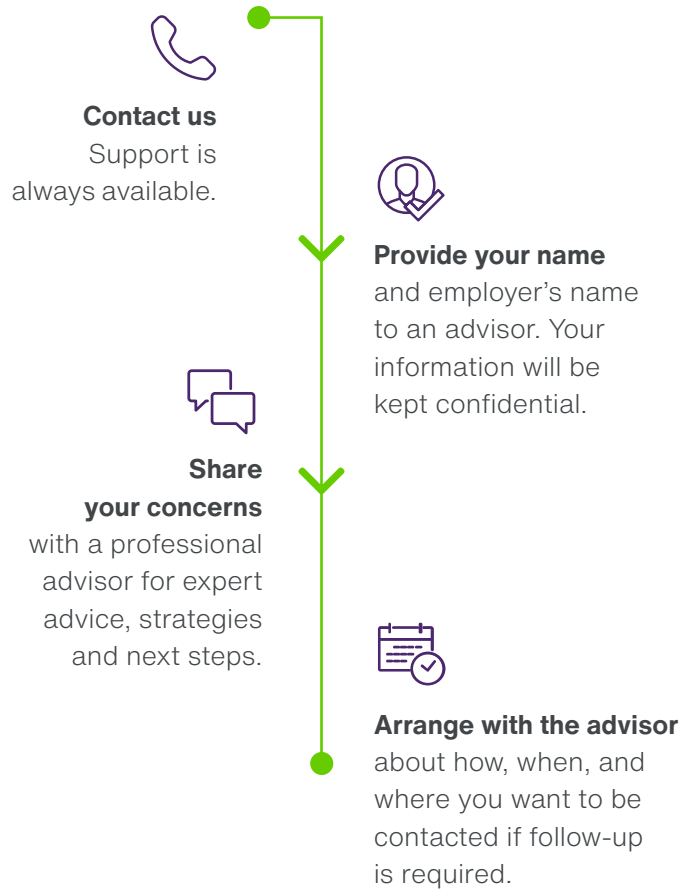 Contact us
Support is
always available.
Provide your name
and employer’s name
to an advisor. Your
information will be
kept confidential.
Share
your concerns
with a professional
advisor for expert
advice, strategies
and next steps.
Arrange with the advisor
about how, when, and
where you want to be
contacted if follow-up
is required.